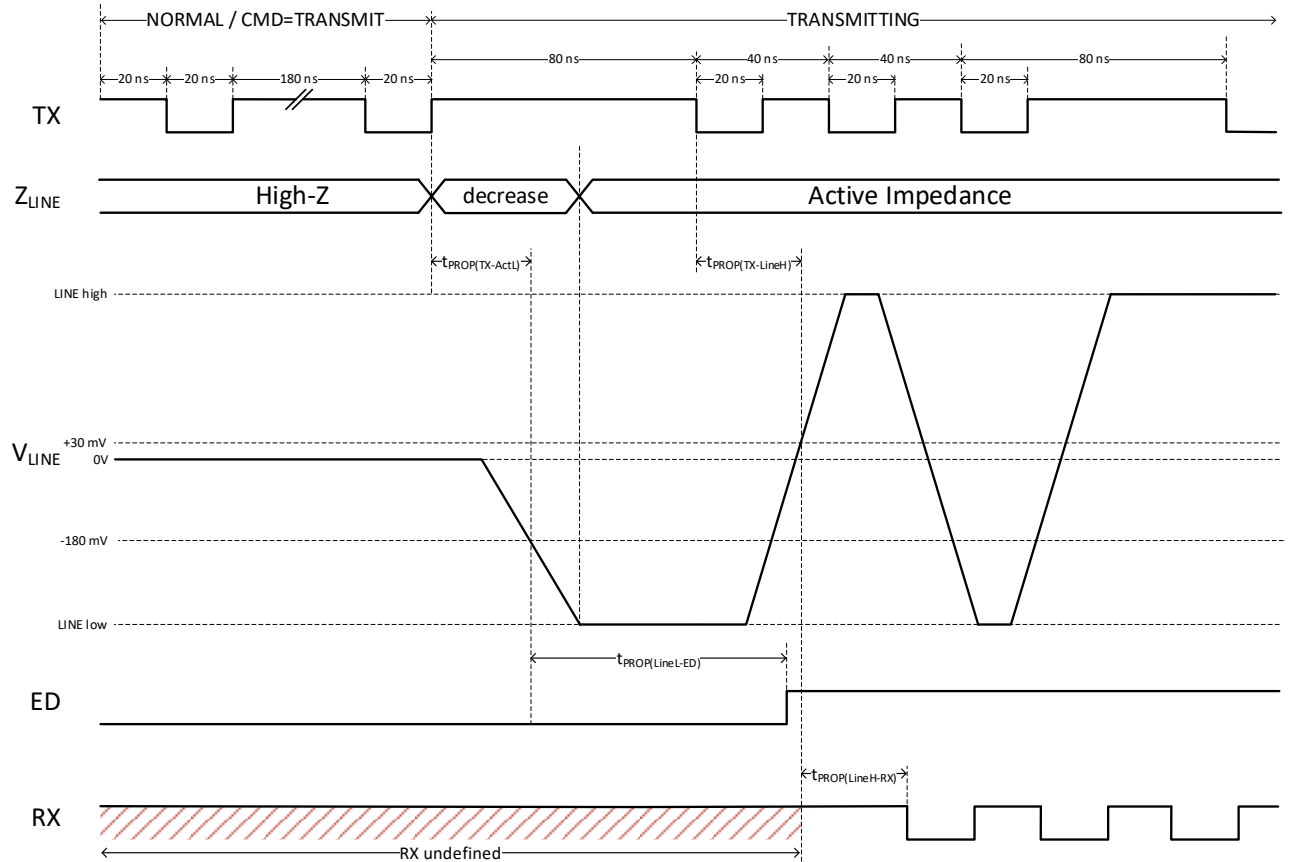 NORMAL / CMD=TRANSMIT
TRANSMITTING
80 ns
40 ns
40 ns
80 ns
20 ns
20 ns
180 ns
20 ns
20 ns
20 ns
20 ns
TX
ZLINE
High-Z
decrease
Active Impedance
tPROP(TX-ActL)
tPROP(TX-LineH)
LINE high
+30 mV
VLINE
0V
-180 mV
LINE low
tPROP(LineL-ED)
ED
tPROP(LineH-RX)
RX
RX undefined